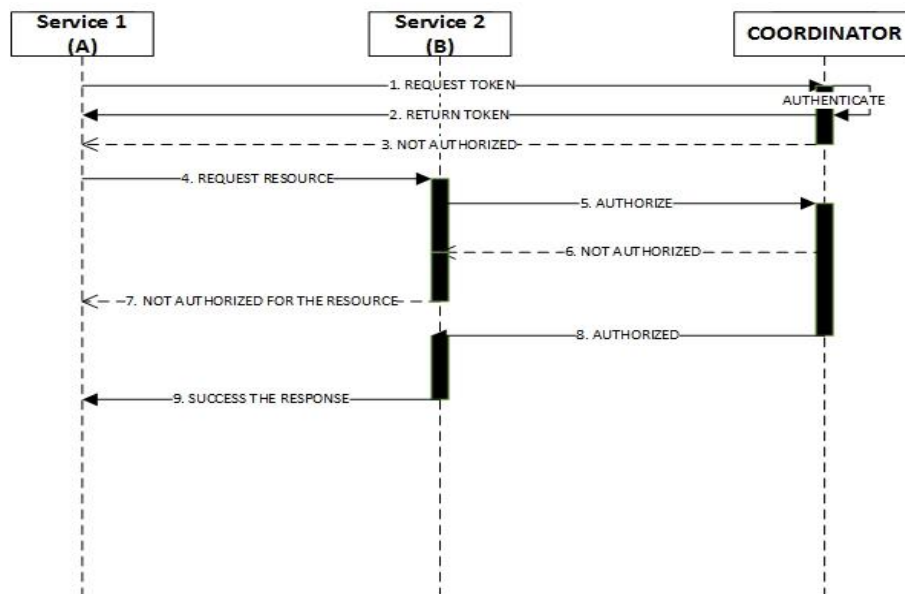 Service 1
(A)
Service 2
(B)
COORDINATOR
1. REQUEST TOKEN
AUTHENTICATE
2. RETURN TOKEN
3. NOT AUTHORIZED
4. REQUEST RESOURCE
5. AUTHORIZE
6. NOT AUTHORIZED
7. NOT AUTHORIZED FOR THE RESOURCE
8. AUTHORIZED
9. SUCCESS THE RESPONSE